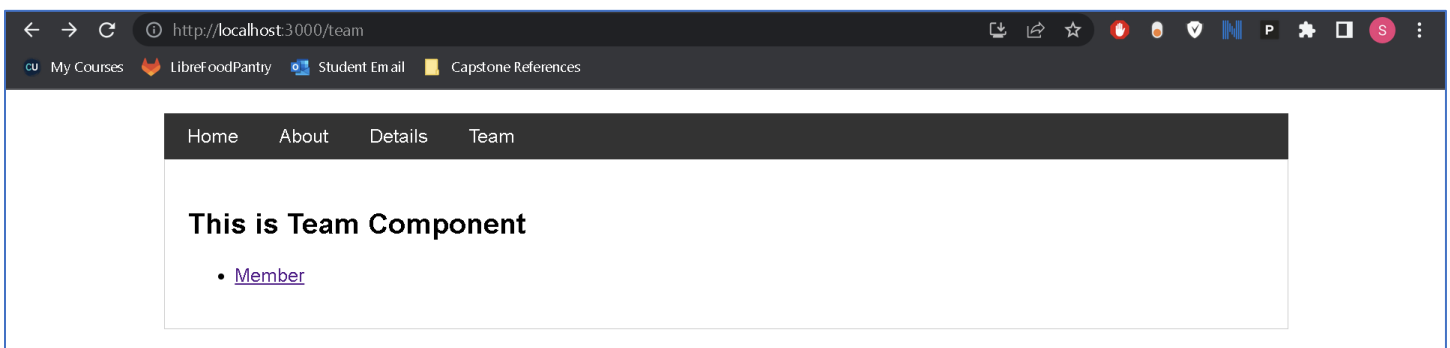 http://localhost:3000/team
S
P
CU My Courses LibreFoodPantry Student Email Capstone References
Home About Details Team
This is Team Component
• Member